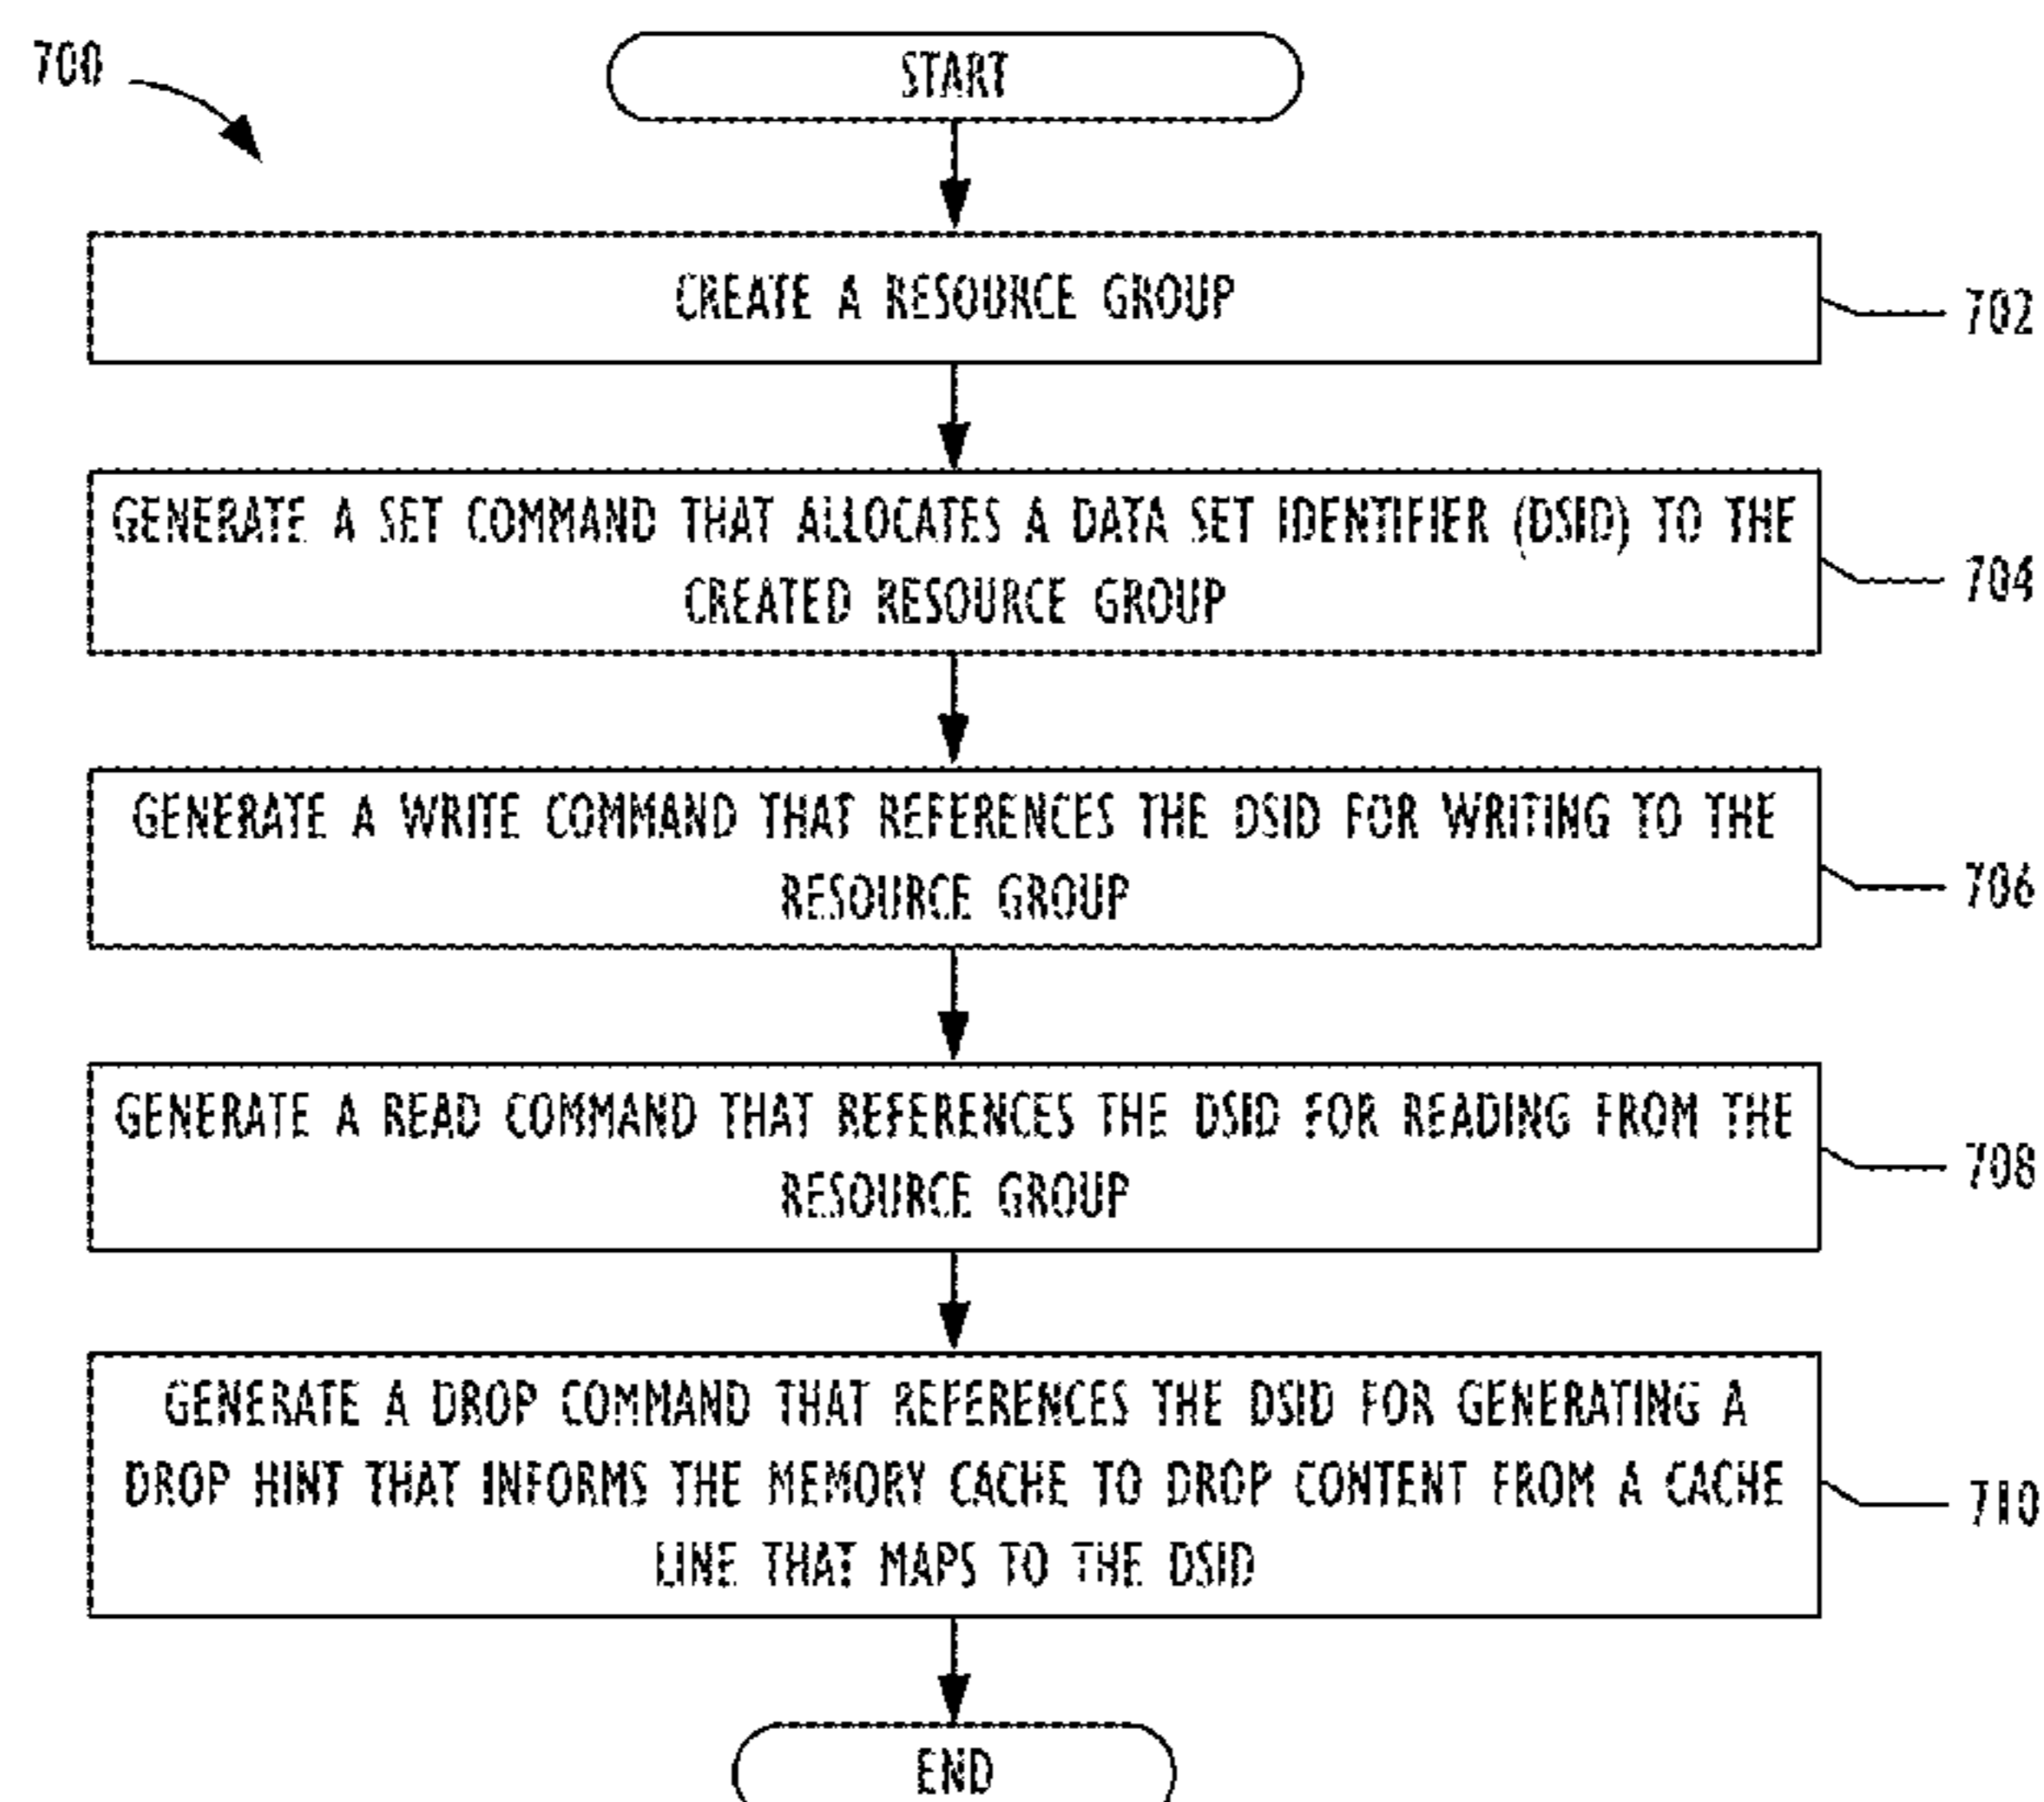 700
START
CREATE A RESOURCE GROUP
702
GENERATE A SET COMMAND THAT ALLOCATES A DATA SET IDENTIFIER (DSID) TO THE
CREATED RESOURCE GROUP
704
GENERATE A WRITE COMMAND THAT REFERENCES THE DSID FOR WRITING TO THE
RESOURCE GROUP
706
GENERATE A READ COMMAND THAT REFERENCES THE DSID FOR READING FROM THE
RESOURCE GROUP
708
GENERATE A DROP COMMAND THAT REFERENCES THE DSID FOR GENERATING A
DROP HINT THAT INFORMS THE MEMORY CACHE TO DROP CONTENT FROM A CACHE
LINE THAT MAPS TO THE DSID
710
END